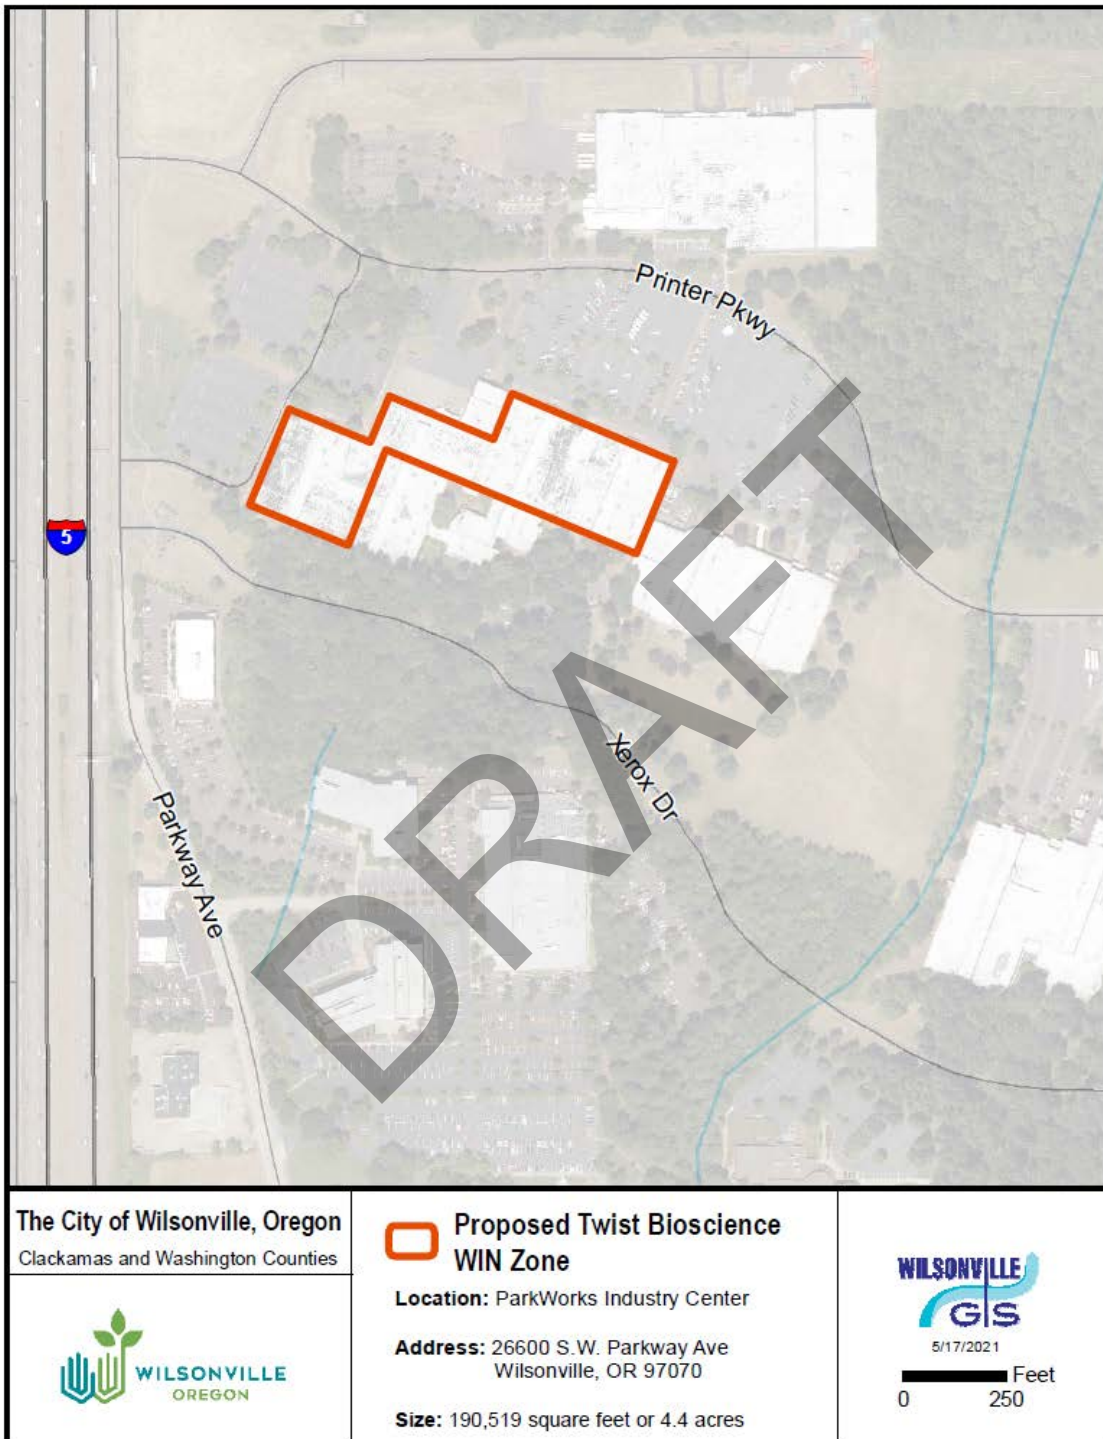 Printer Pkwy
5
DRAFT
Xerox Dr
Parkway Ave
The City of Wilsonville, Oregon
Clackamas and Washington Counties
WILSONVILLE
OREGON
Proposed Twist Bioscience
WIN Zone
Location: ParkWorks Industry Center
Address: 26600 S.W. Parkway Ave
Wilsonville, OR 97070
Size: 190,519 square feet or 4.4 acres
WILSONVILLE
GIS
5/17/2021
Feet
0 250